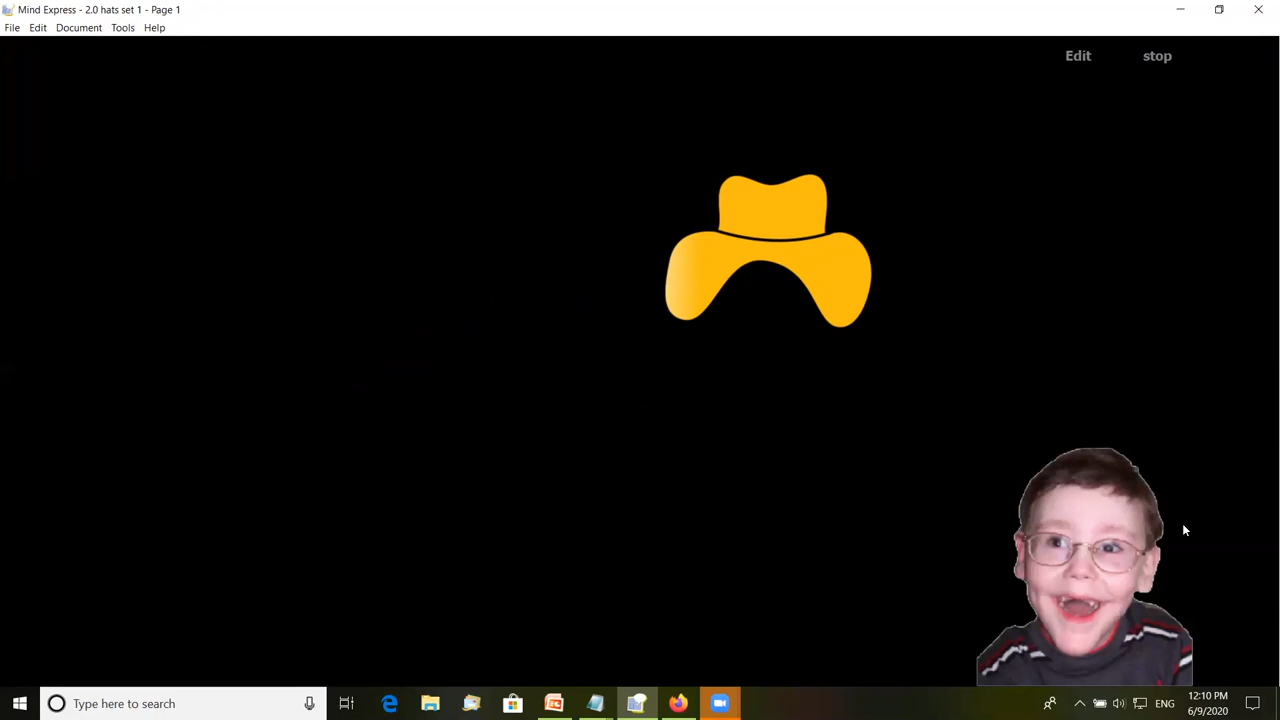 Mind Express - 2.0 hats set 1 - Page 1
File Edit Document Tools Help
Edit stop
Type here to search
ENG
12:10 PM
6/9/2020